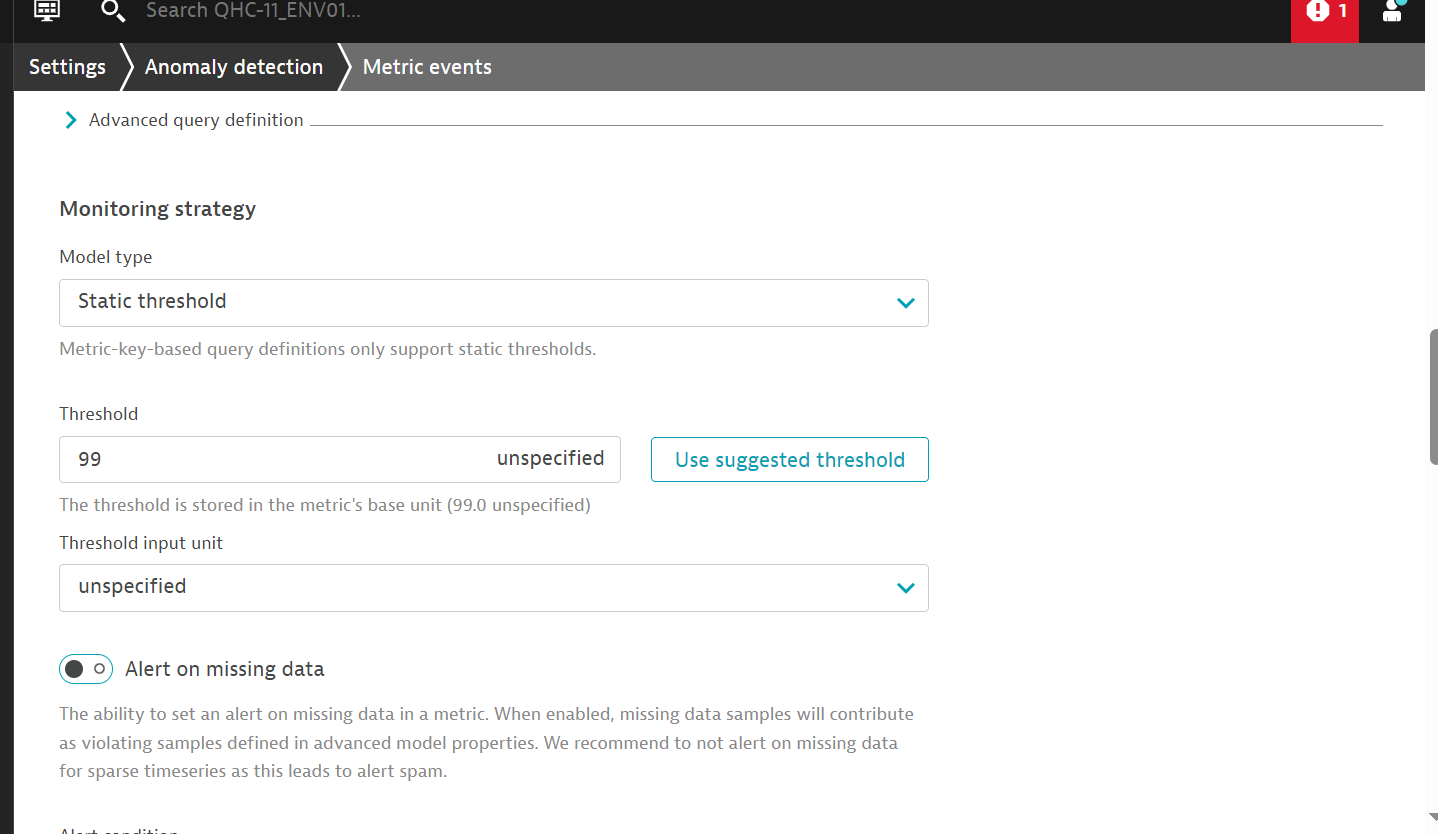 Search QHC-11_ENV01...
1
Settings
Anomaly detection
Metric events
Advanced query definition
Monitoring strategy
Model type
Static threshold
Metric-key-based query definitions only support static thresholds.
Threshold
99 unspecified
Use suggested threshold
The threshold is stored in the metric's base unit (99.0 unspecified)
Threshold input unit
unspecified
Alert on missing data
The ability to set an alert on missing data in a metric. When enabled, missing data samples will contribute
as violating samples defined in advanced model properties. We recommend to not alert on missing data
for sparse timeseries as this leads to alert spam.
Alert condition